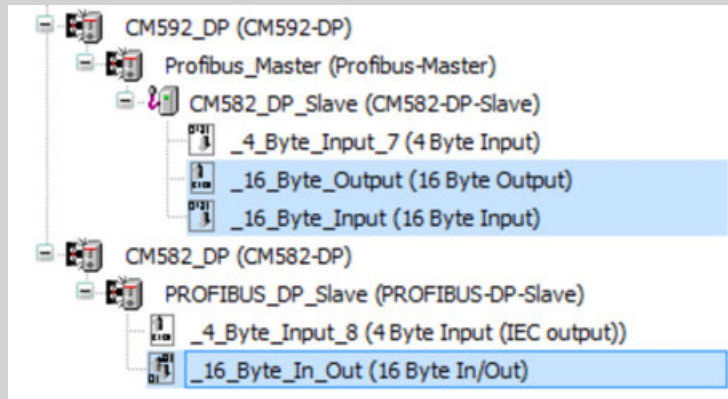 CM592_DP (CM592-DP)
Profibus_Master (Profibus-Master)
CM582_DP_Slave (CM582-DP-Slave)
_4_Byte_Input_7 (4 Byte Input)
_16_Byte_Output (16 Byte Output)
_16_Byte_Input (16 Byte Input)
CM582_DP (CM582-DP)
PROFIBUS_DP_Slave (PROFIBUS-DP-Slave)
_4_Byte_Input_8 (4 Byte Input (IEC output))
_16_Byte_In_Out (16 Byte In/Out)